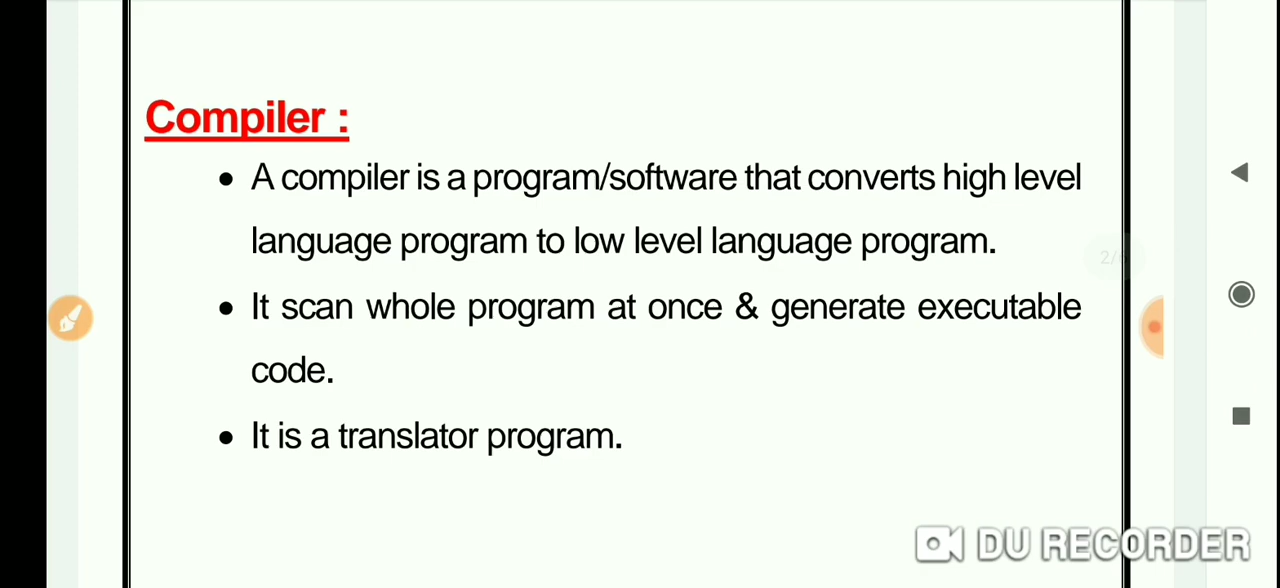 Compiler :
• A compiler is a program/software that converts high level
language program to low level language program.
• It scan whole program at once & generate executable
code.
• It is a translator program.
DU RECORDER